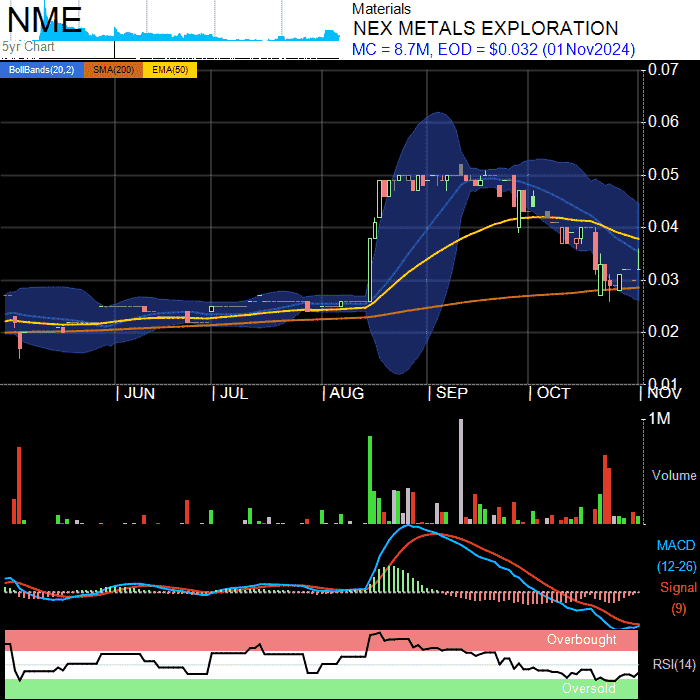 NME
5yr Chart
Materials
NEX METALS EXPLORATION
MC = 8.7M, EOD = $0.032 (01Nov2024)
BollBands(20,2) SMA(200) EMA(50)
0.07
0.06
0.05
0.04
0.03
0.02
0.01
JUN JUL AUG SEP OCT NOV
1M
Volume
MACD
(12-26)
Signal
(9)
Overbought
RSI(14)
Oversold